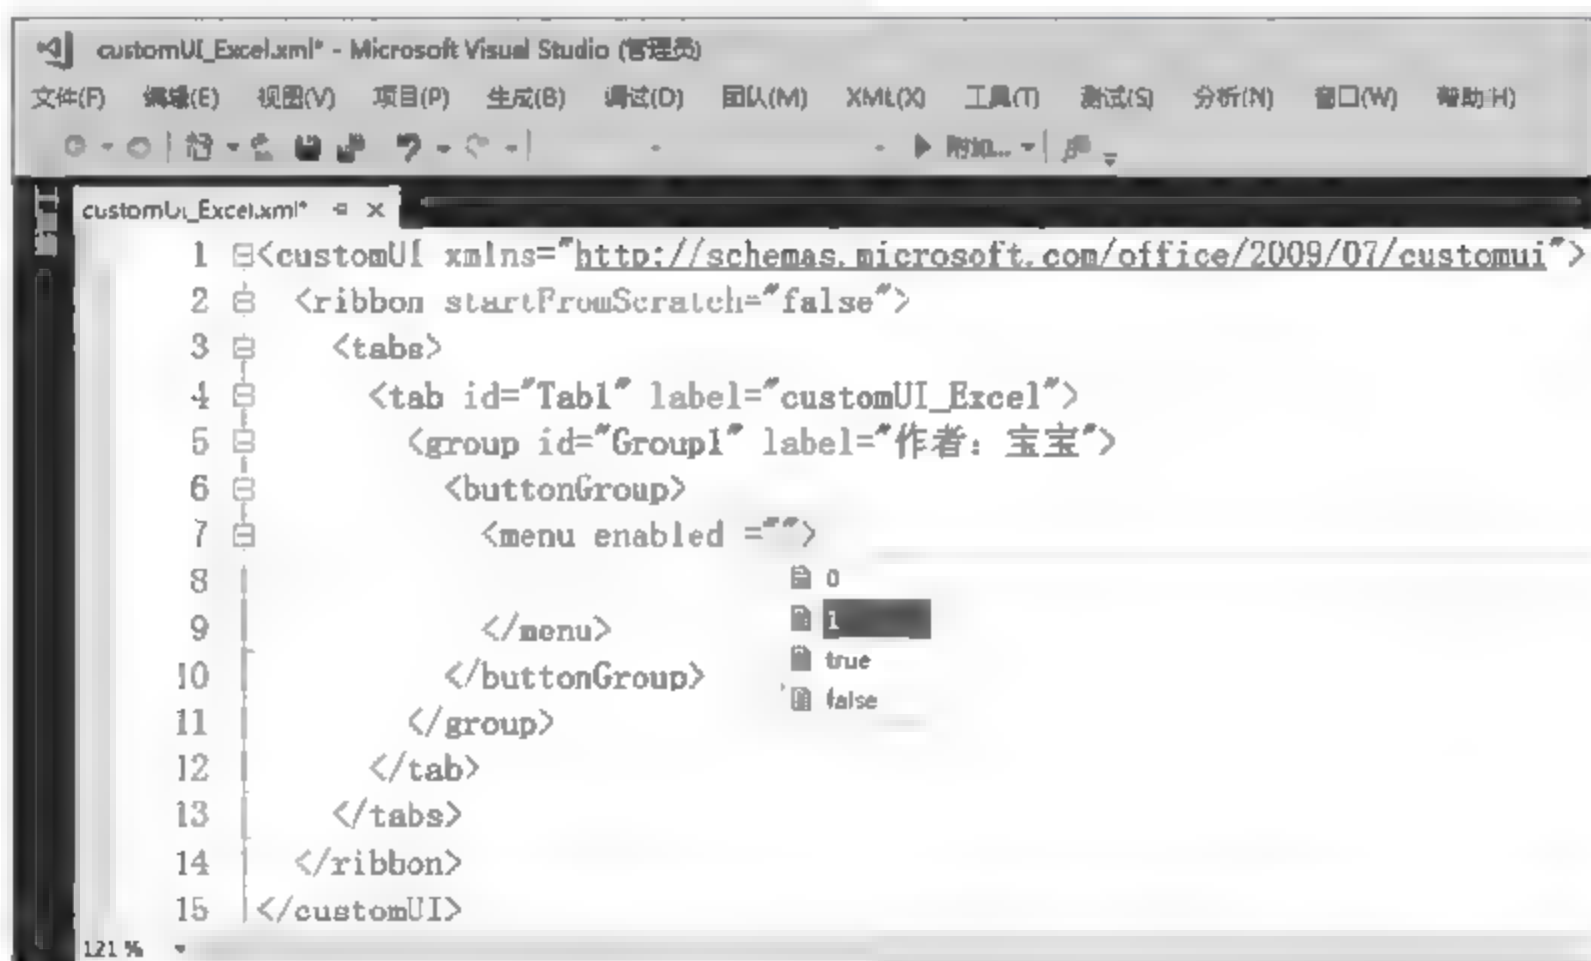 customUI_Excel.xml* - Microsoft Visual Studio (管理员)
文件(F) 编辑(E) 视图(V) 项目(P) 生成(B) 调试(D) 团队(M) XML(X) 工具(T) 测试(S) 分析(N) 窗口(W) 帮助(H)
附加...
customUI_Excel.xml*
1 <customUI xmlns="http://schemas.microsoft.com/office/2009/07/customui">
2 <ribbon startFromScratch="false">
3 <tabs>
4 <tab id="Tab1" label="customUI_Excel">
5 <group id="Group1" label="作者：宝宝">
6 <buttonGroup>
7 <menu enabled ="">
8 0
1
9 </menu>
true
10 </buttonGroup>
false
11 </group>
12 </tab>
13 </tabs>
14 </ribbon>
15 </customUI>
121 %